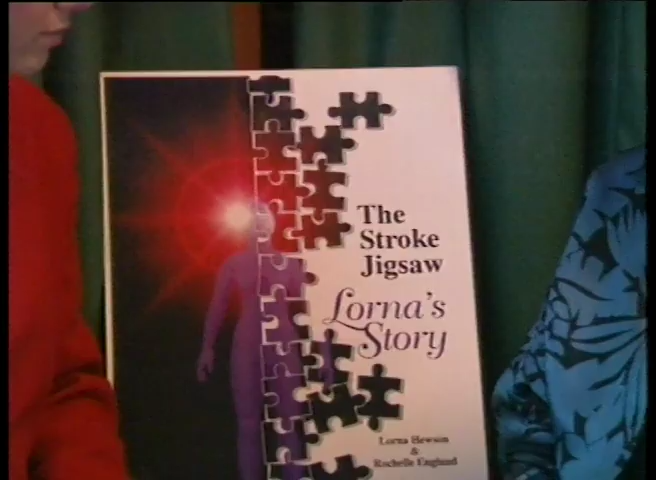 The
Stroke
Jigsaw
Lorna's
Story
Lorna Hewson
&
Rochelle England